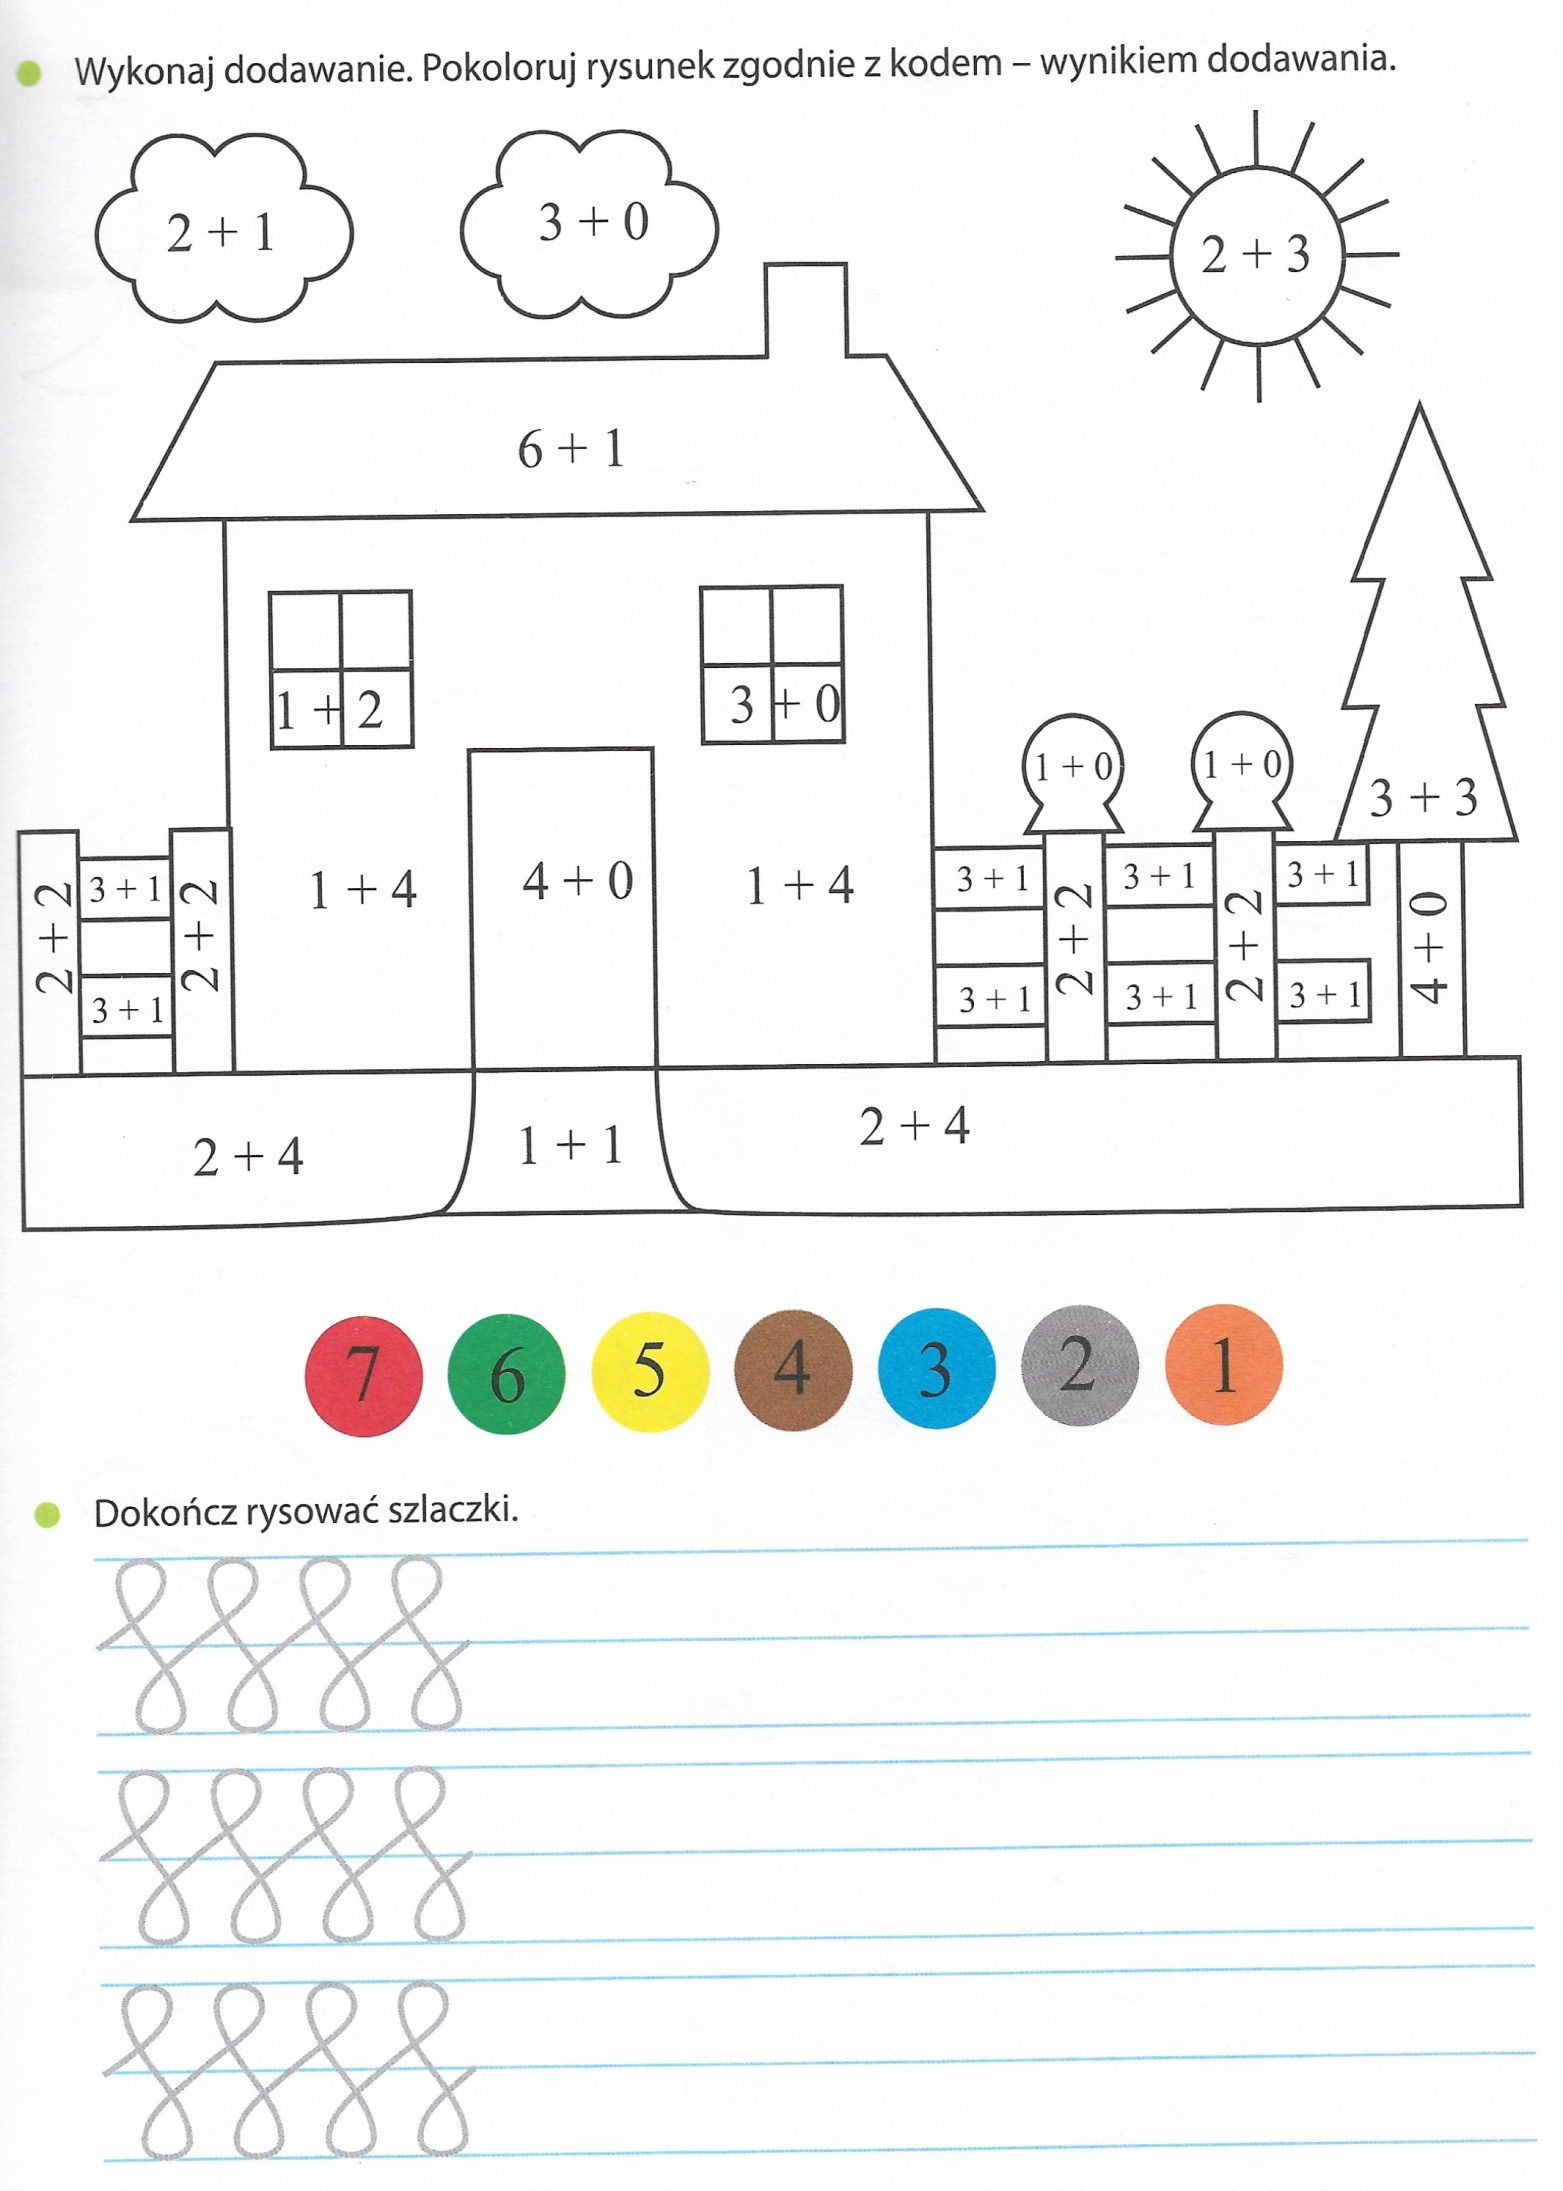 Wykonaj dodawanie. Pokoloruj rysunek zgodnie z kodem – wynikiem dodawania.
2 + 1
3 + 0
2 + 3
6 + 1
1 + 2
3 + 0
1 + 0
1 + 0
3 + 3
2 + 2
3 + 1
2 + 2
1 + 4
4 + 0
1 + 4
3 + 1
2 + 2
3 + 1
2 + 2
3 + 1
4 + 0
3 + 1
3 + 1
3 + 1
3 + 1
2 + 4
1 + 1
2 + 4
7 6 5 4 3 2 1
Dokończ rysować szlaczki.